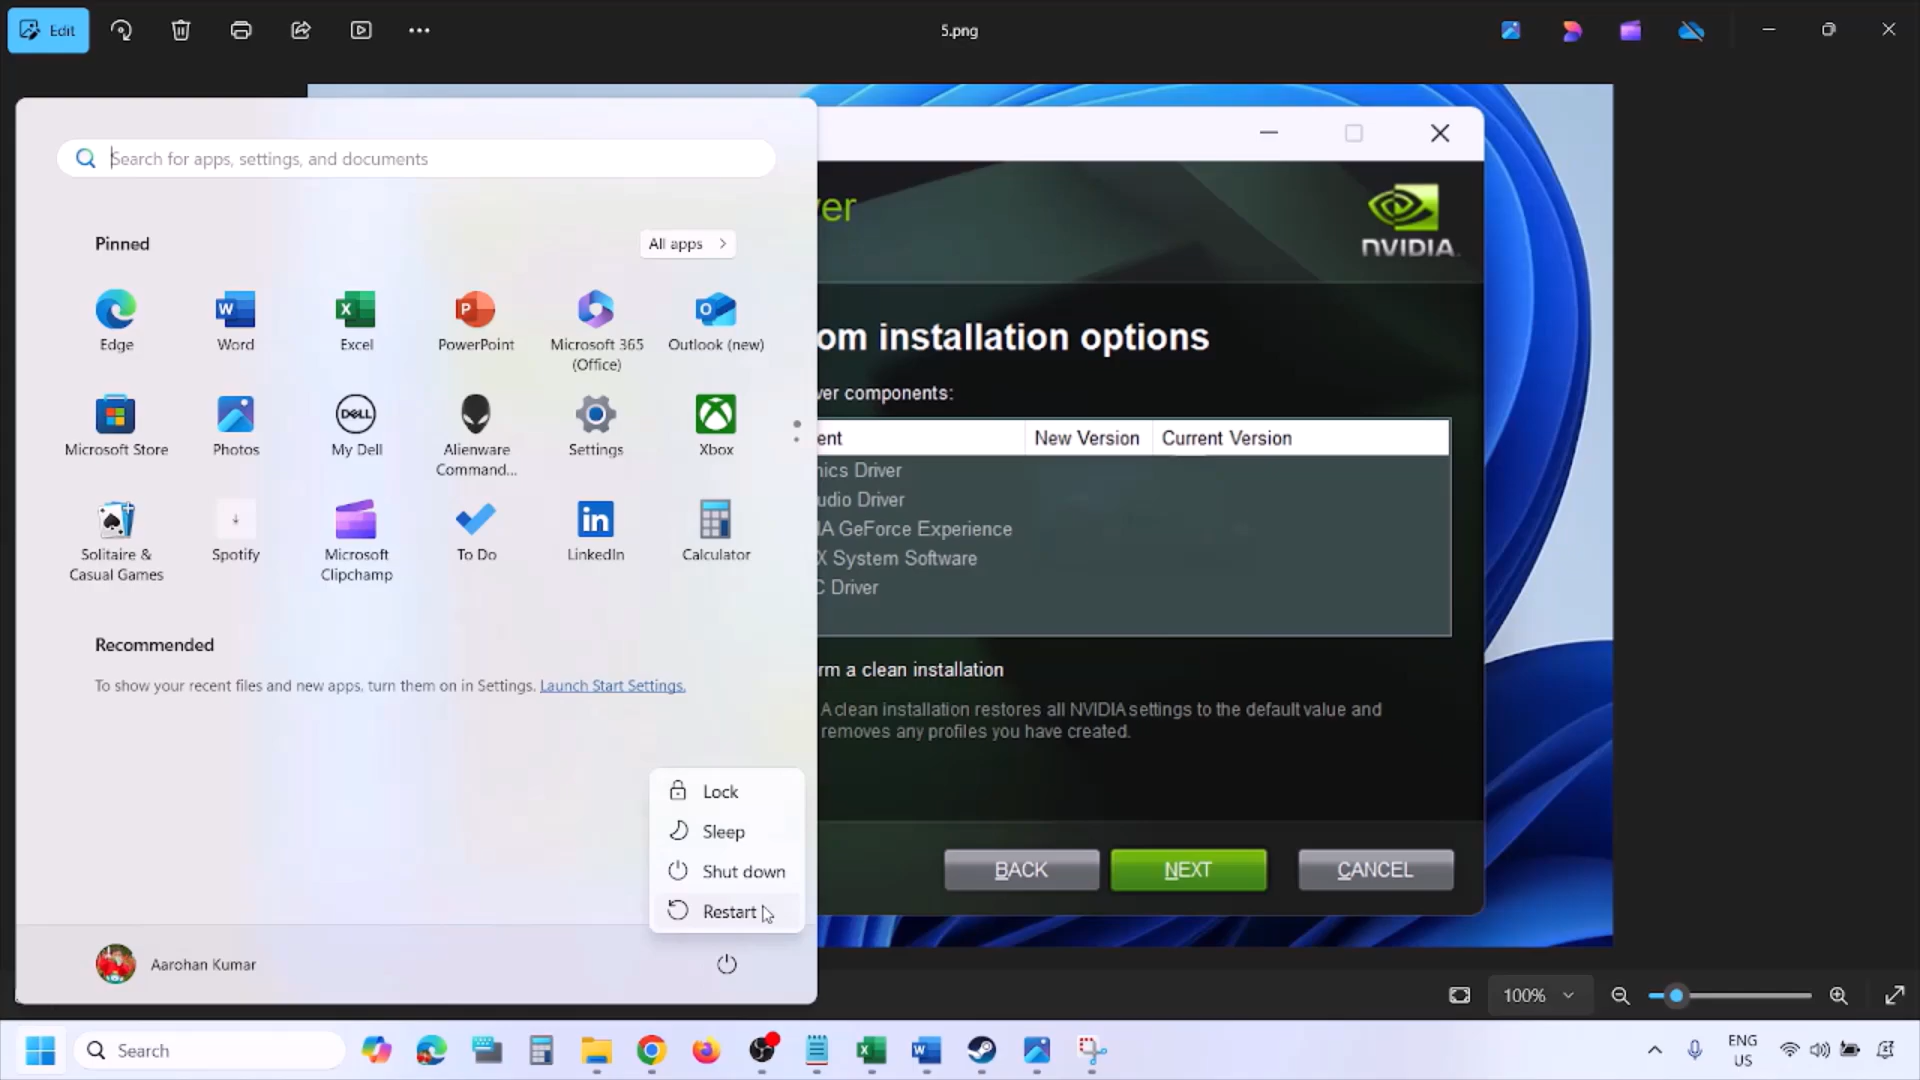 Edit
5.png
Search for apps, settings, and documents
Pinned
All apps
Edge
Word
Excel
PowerPoint
Microsoft 365
(Office)
Outlook (new)
Microsoft Store
Photos
My Dell
Alienware
Command...
Settings
Xbox
Solitaire &
Casual Games
Spotify
Microsoft
Clipchamp
To Do
LinkedIn
Calculator
Recommended
To show your recent files and new apps, turn them on in Settings. Launch Start Settings.
Lock
Sleep
Shut down
Restart
Aarohan Kumar
ver
NVIDIA.
om installation options
ver components:
ent New Version Current Version
nics Driver
udio Driver
IA GeForce Experience
X System Software
C Driver
rm a clean installation
A clean installation restores all NVIDIA settings to the default value and
removes any profiles you have created.
BACK
NEXT
CANCEL
100%
Search
ENG
US